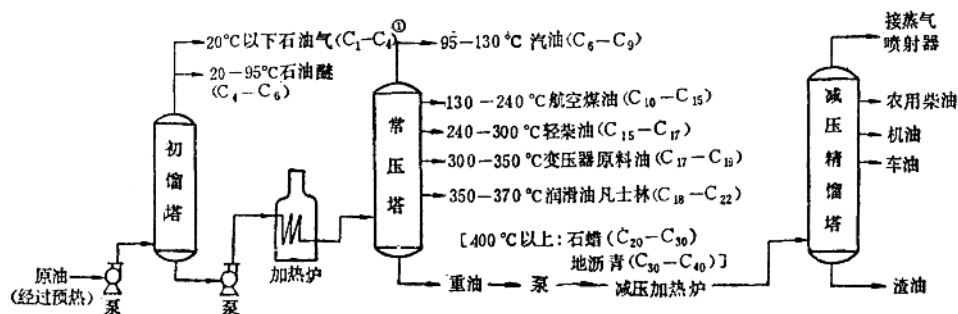 20°C以下石油气(C₁—C₄)①
20—95°C石油醚
(C₄—C₆)
初馏塔
原油
(经过预热)
泵
泵
加热炉
常压塔
95—130°C 汽油(C₆—C₉)
130—240°C航空煤油(C₁₀—C₁₅)
240—300°C轻柴油(C₁₅—C₁₇)
300—350°C变压器原料油(C₁₇—C₁₈)
350—370°C润滑油凡士林(C₁₈—C₂₂)
[400°C以上:石蜡(C₂₀—C₃₀)
地沥青(C₃₀—C₄₀)]
重油
泵
减压加热炉
减压精馏塔
接蒸气
喷射器
农用柴油
机油
车油
渣油